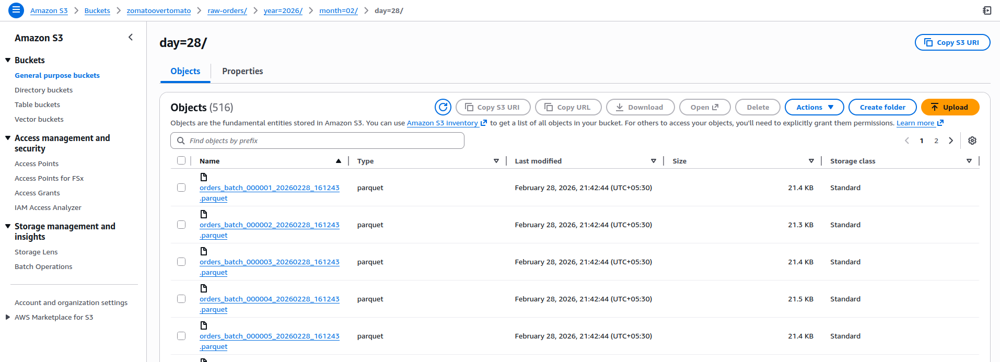 Amazon S3 > Buckets > zomatoovertomato > raw-orders/ > year=2026/ > month=02/ > day=28/
Amazon S3
Buckets
General purpose buckets
Directory buckets
Table buckets
Vector buckets
Access management and
security
Access Points
Access Points for FSx
Access Grants
IAM Access Analyzer
Storage management and
insights
Storage Lens
Batch Operations
Account and organization settings
AWS Marketplace for S3
day=28/
Copy S3 URI
Objects Properties
Objects (516)
Copy S3 URI Copy URL Download Open Delete Actions Create folder Upload
Objects are the fundamental entities stored in Amazon S3. You can use Amazon S3 inventory to get a list of all objects in your bucket. For others to access your objects, you'll need to explicitly grant them permissions. Learn more
Find objects by prefix
1 2
Name Type Last modified Size Storage class
orders_batch_000001_20260228_161243 parquet February 28, 2026, 21:42:44 (UTC+05:30) 21.4 KB Standard
.parquet
orders_batch_000002_20260228_161243 parquet February 28, 2026, 21:42:44 (UTC+05:30) 21.3 KB Standard
.parquet
orders_batch_000003_20260228_161243 parquet February 28, 2026, 21:42:44 (UTC+05:30) 21.4 KB Standard
.parquet
orders_batch_000004_20260228_161243 parquet February 28, 2026, 21:42:44 (UTC+05:30) 21.5 KB Standard
.parquet
orders_batch_000005_20260228_161243 parquet February 28, 2026, 21:42:44 (UTC+05:30) 21.4 KB Standard
.parquet